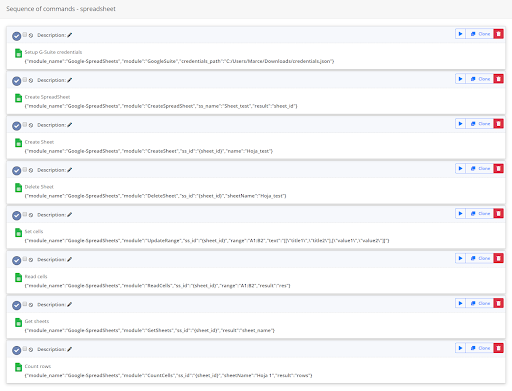 Sequence of commands - spreadsheet
Description:
Clone
Setup G-Suite credentials
{"module_name":"Google-SpreadSheets","module":"GoogleSuite","credentials_path":"C:/Users/Marce/Downloads/credentials.json"}
Description:
Clone
Create SpreadSheet
{"module_name":"Google-SpreadSheets","module":"CreateSpreadSheet","ss_name":"Sheet_test","result":"sheet_id"}
Description:
Clone
Create Sheet
{"module_name":"Google-SpreadSheets","module":"CreateSheet","ss_id":"{sheet_id}","name":"Hoja_test"}
Description:
Clone
Delete Sheet
{"module_name":"Google-SpreadSheets","module":"DeleteSheet","ss_id":"{sheet_id}","sheetName":"Hoja_test"}
Description:
Clone
Set cells
{"module_name":"Google-SpreadSheets","module":"UpdateRange","ss_id":"{sheet_id}","range":"A1:B2","text":"[[\"title1\",\"title2\"],[\"value1\",\"value2\"]]"}
Description:
Clone
Read cells
{"module_name":"Google-SpreadSheets","module":"ReadCells","ss_id":"{sheet_id}","range":"A1:B2","result":"res"}
Description:
Clone
Get sheets
{"module_name":"Google-SpreadSheets","module":"GetSheets","ss_id":"{sheet_id}","result":"sheet_name"}
Description:
Clone
Count rows
{"module_name":"Google-SpreadSheets","module":"CountCells","ss_id":"{sheet_id}","sheetName":"Hoja 1","result":"rows"}